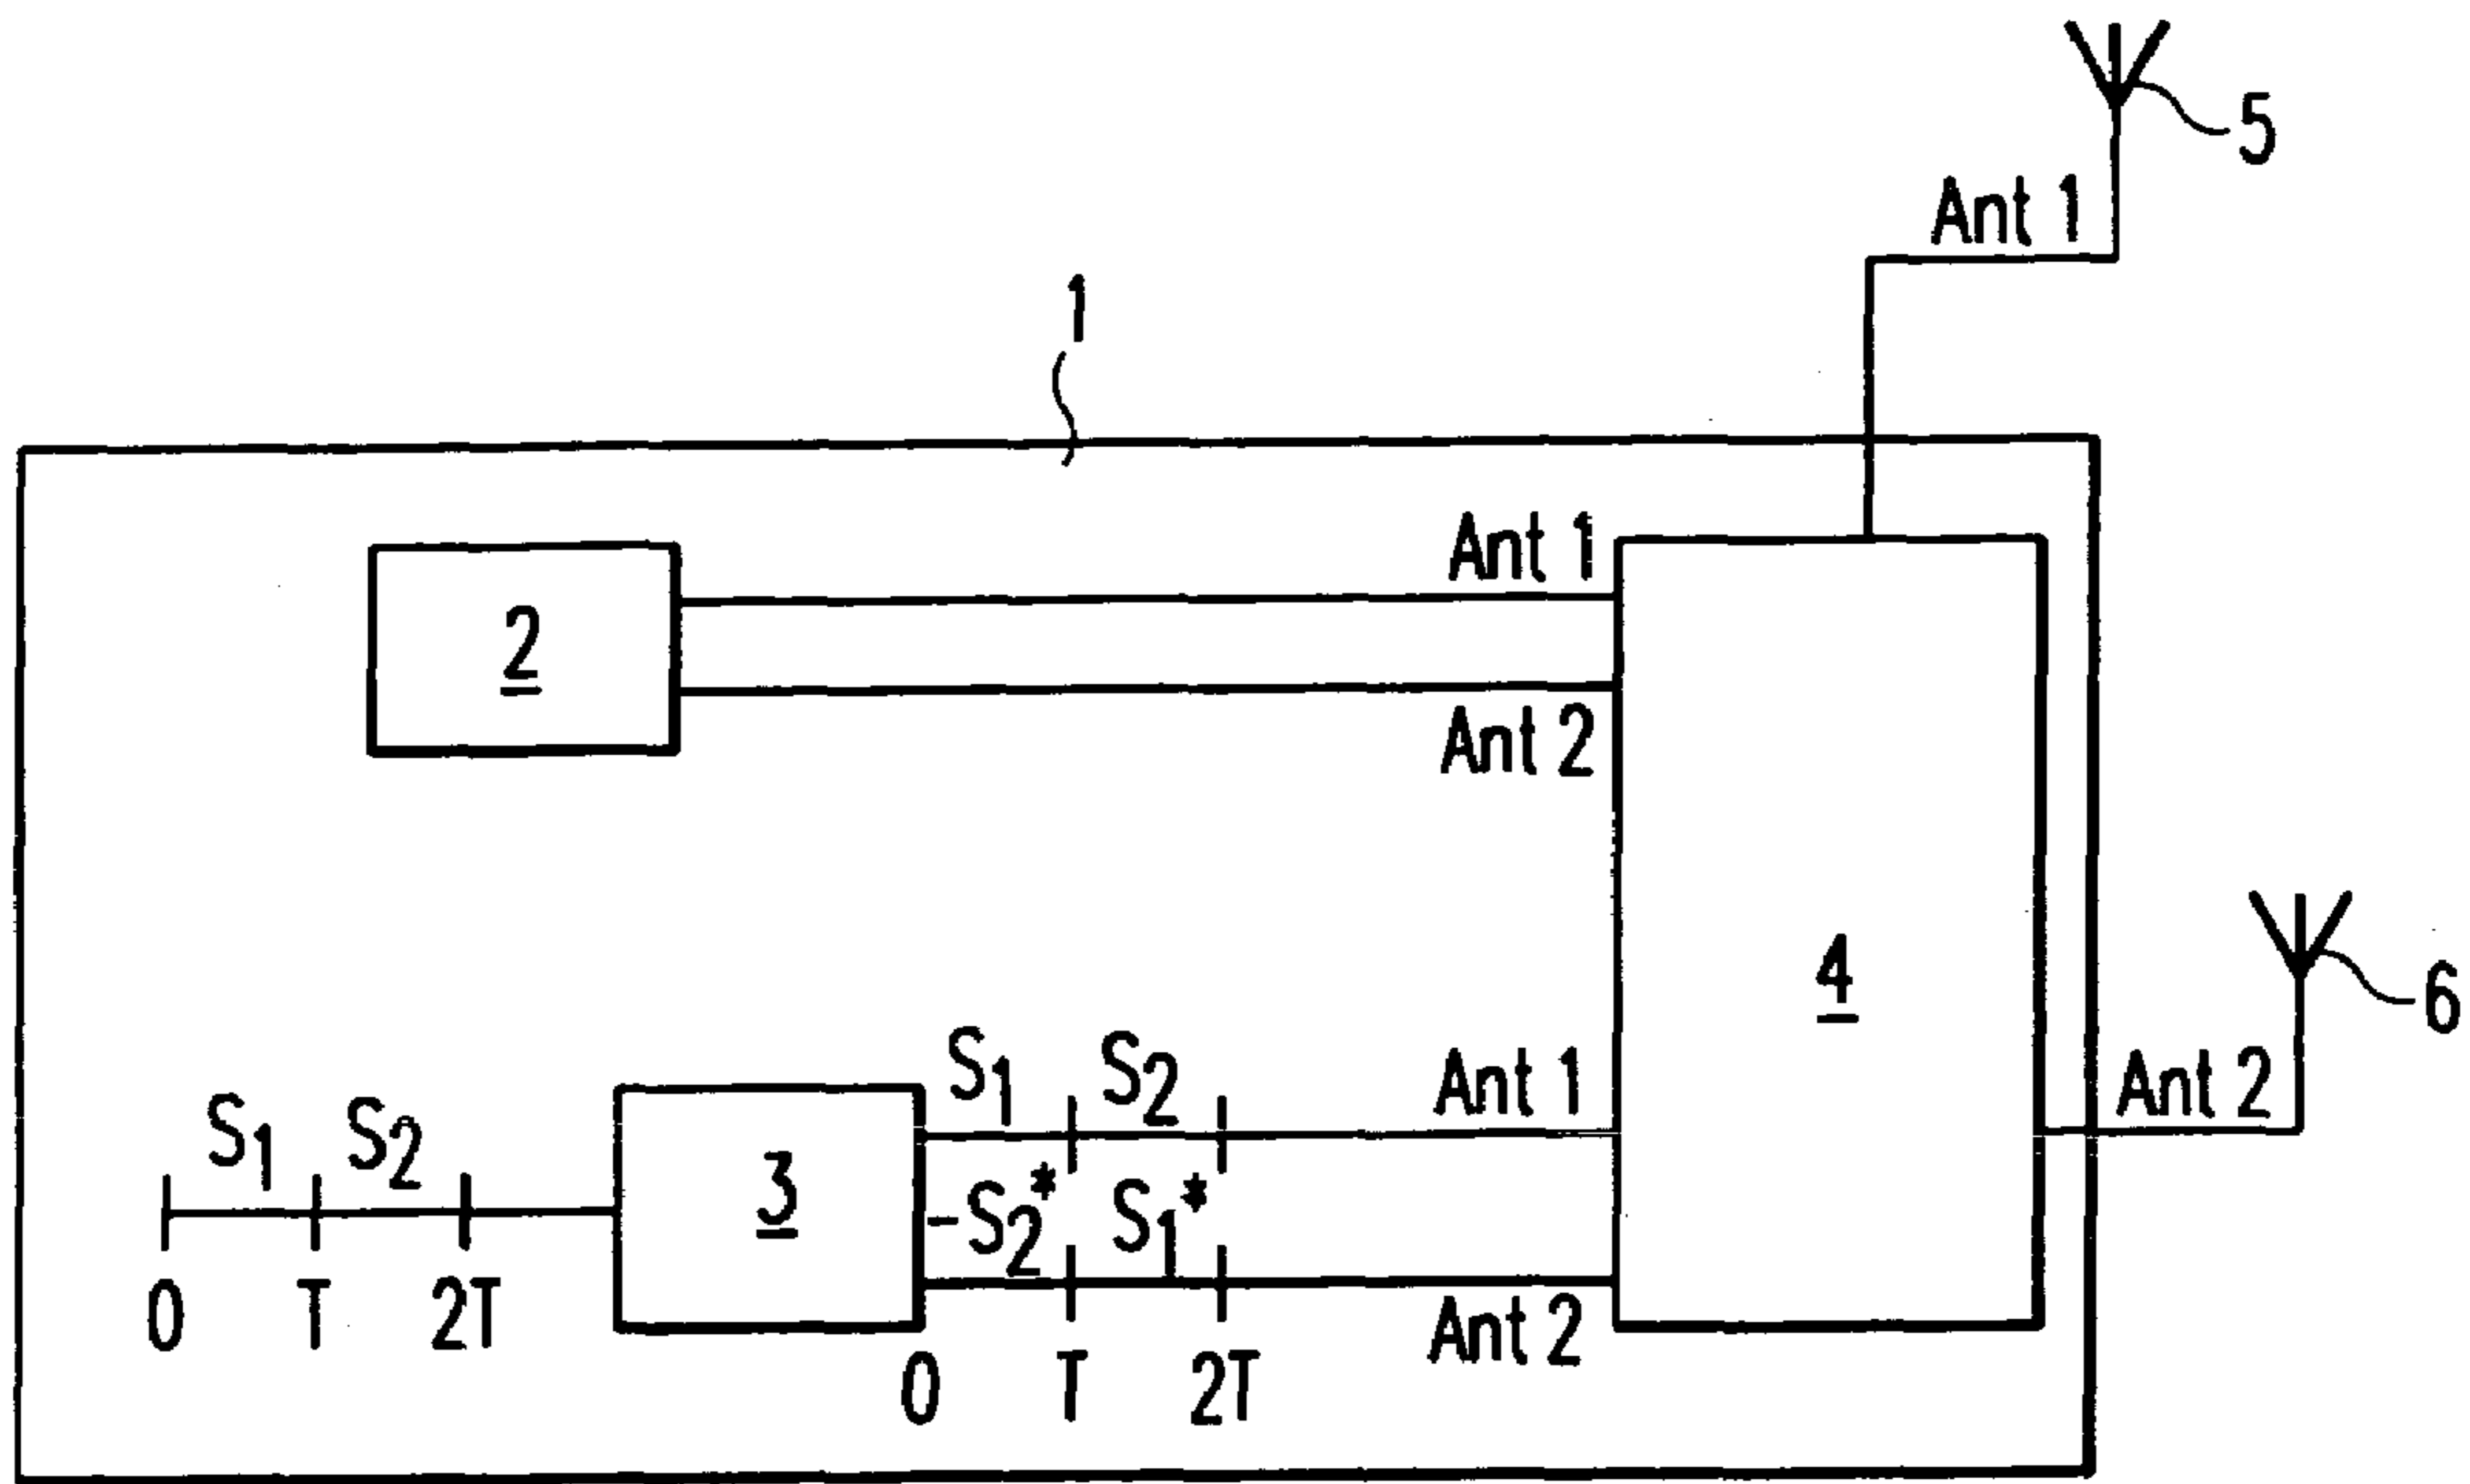 5
Ant 1
1
Ant 1
2
Ant 2
4
6
S1 S2 Ant 1 Ant 2
S1 S2
3
-S2* S1*
0 T 2T
Ant 2
0 T 2T